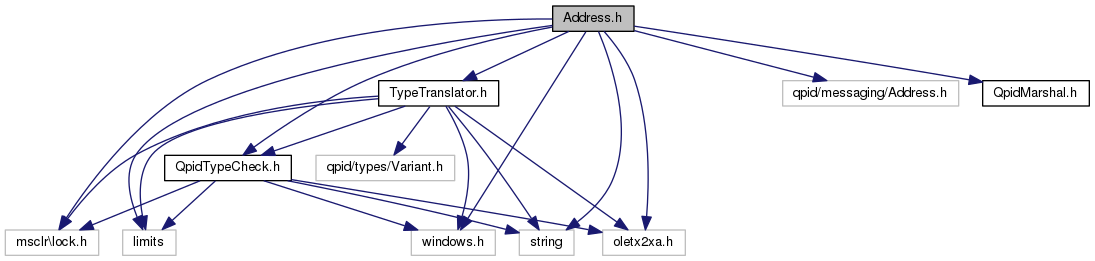 Address.h
TypeTranslator.h
qpid/messaging/Address.h
QpidMarshal.h
QpidTypeCheck.h
qpid/types/Variant.h
msclr\lock.h
limits
windows.h
string
oletx2xa.h